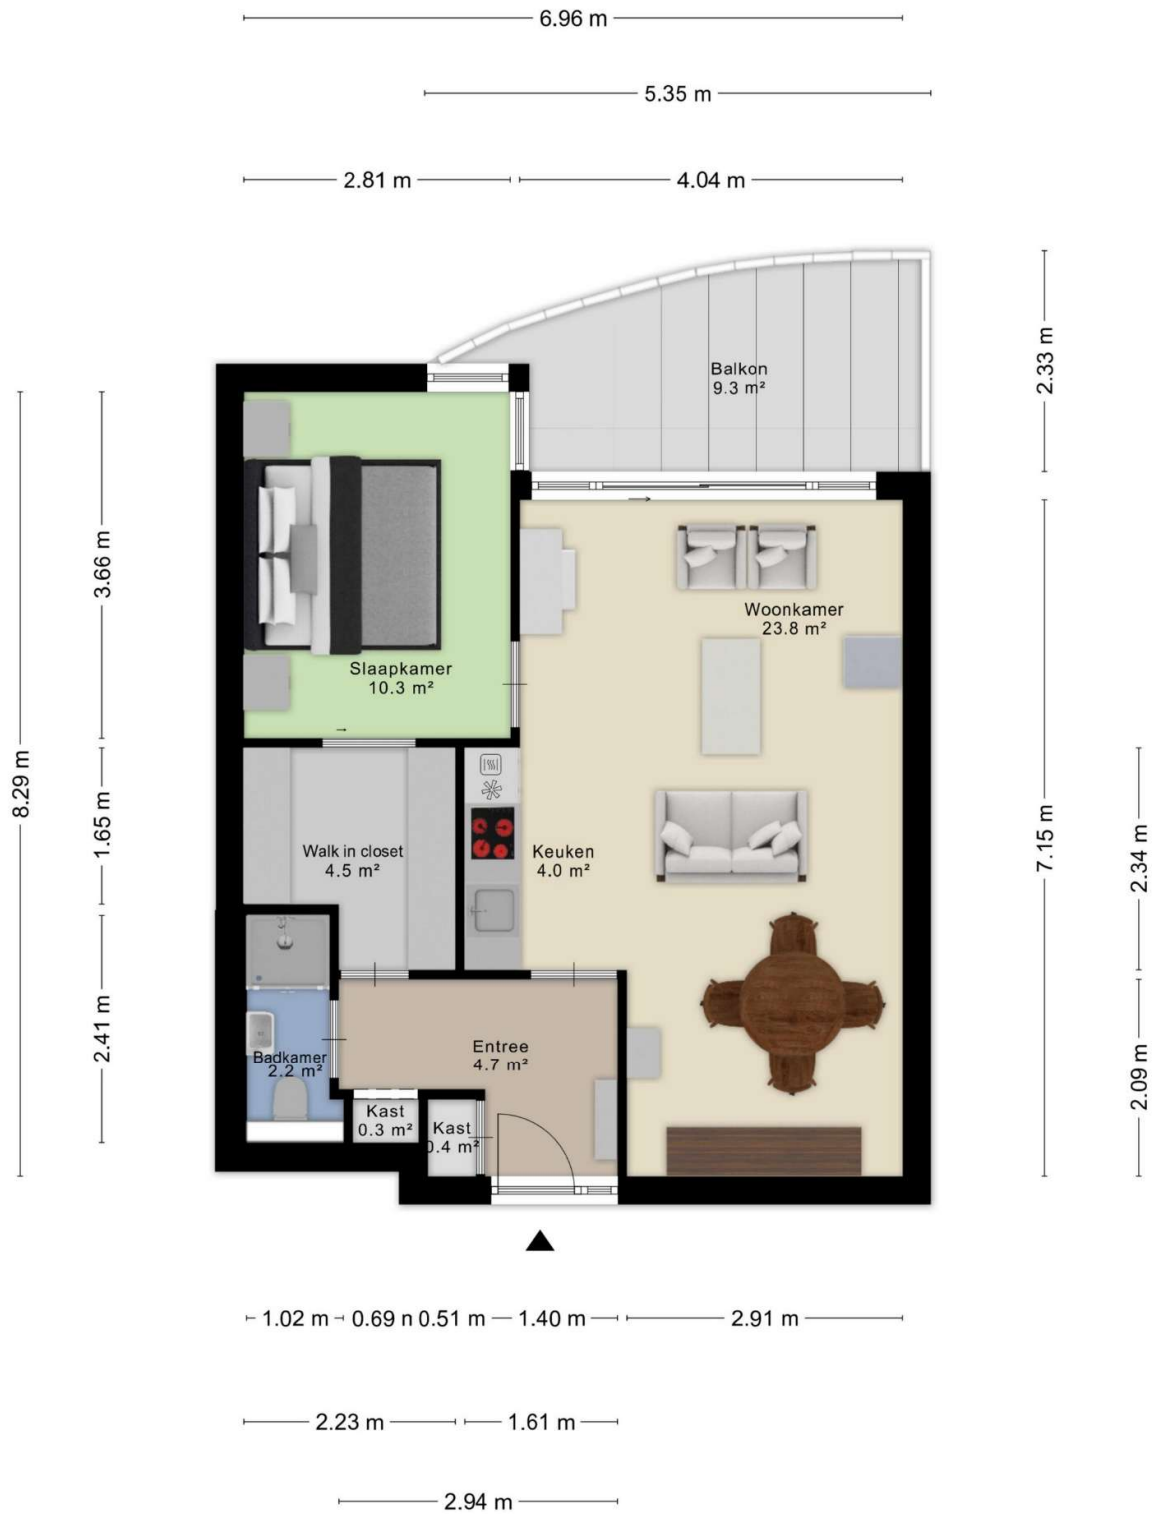 6.96 m
5.35 m
2.81 m
4.04 m
2.33 m
Balkon
9.3 m²
3.66 m
Woonkamer
23.8 m²
Slaapkamer
10.3 m²
8.29 m
1.65 m
7.15 m
2.34 m
Walk in closet
4.5 m²
Keuken
4.0 m²
2.41 m
Entree
4.7 m²
Badkamer
2.2 m²
2.09 m
Kast
0.3 m²
Kast
0.4 m²
1.02 m
0.69 n
0.51 m
1.40 m
2.91 m
2.23 m
1.61 m
2.94 m